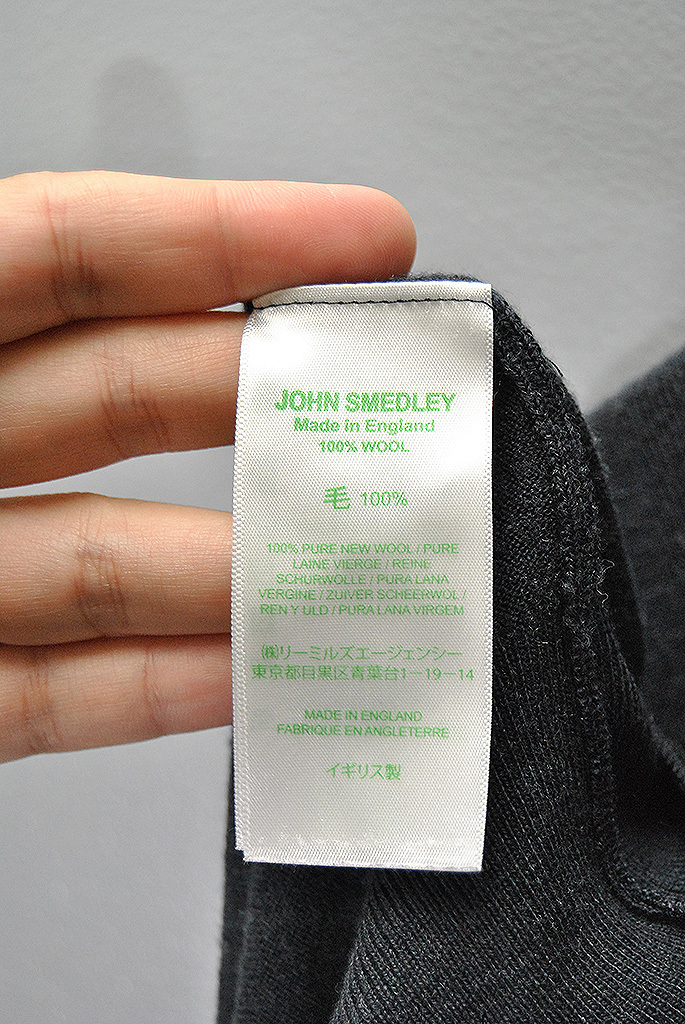 JOHN SMEDLEY
Made in England
100% WOOL
毛 100%
100% PURE NEW WOOL / PURE
LAINE VIERGE / REINE
SCHURWOLLE / PURA LANA
VERGINE / ZUIVER SCHEERWOL /
REN Y ULD / PURA LANA VIRGEM
㈱リーミルズエージェンシー
東京都目黒区青葉台1-19-14
MADE IN ENGLAND
FABRIQUE EN ANGLETERRE
イギリス製